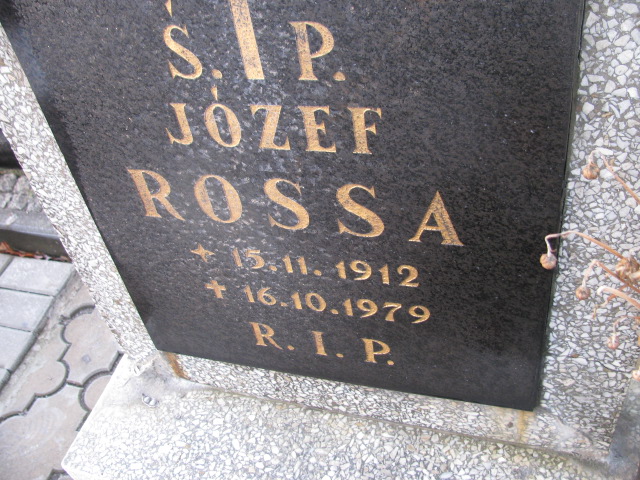 Ś. P.
JÓZEF
ROSSA
15.11.1912
16.10.1979
R. I. P.